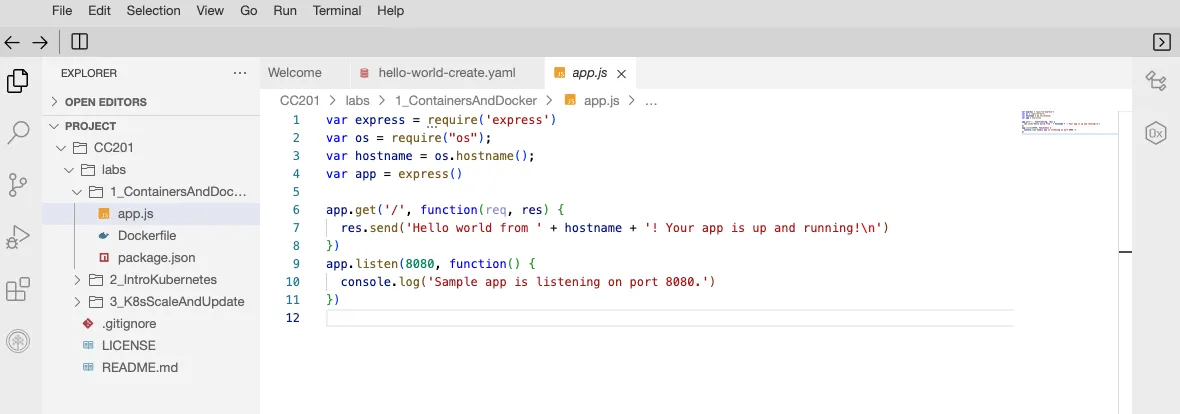 File Edit Selection View Go Run Terminal Help
EXPLORER ...
OPEN EDITORS
PROJECT
CC201
labs
1_ContainersAndDoc...
app.js
Dockerfile
package.json
2_IntroKubernetes
3_K8sScaleAndUpdate
.gitignore
LICENSE
README.md
Welcome hello-world-create.yaml JS app.js
CC201 > labs > 1_ContainersAndDocker > JS app.js > ...
1 var express = require('express')
2 var os = require("os");
3 var hostname = os.hostname();
4 var app = express()
5
6 app.get('/', function(req, res) {
7 res.send('Hello world from ' + hostname + '! Your app is up and running!\n')
8 })
9 app.listen(8080, function() {
10 console.log('Sample app is listening on port 8080.')
11 })
12
0x